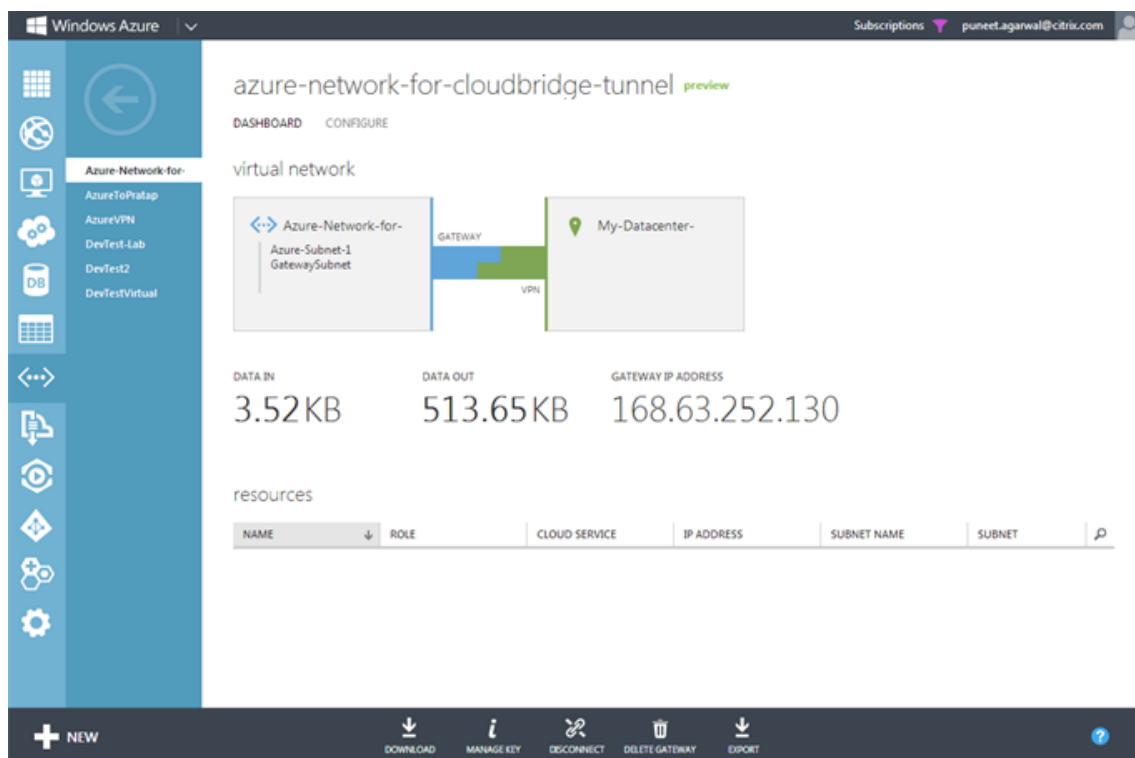 Windows Azure
Subscriptions puneet.agarwal@citrix.com
azure-network-for-cloudbridge-tunnel preview
DASHBOARD CONFIGURE
Azure-Network-for-
AzureToPratap
AzureVPN
DevTest-Lab
DevTest2
DevTestVirtual
virtual network
Azure-Network-for-
Azure-Subnet-1
GatewaySubnet
GATEWAY
VPN
My-Datacenter-
DATA IN DATA OUT GATEWAY IP ADDRESS
3.52KB 513.65KB 168.63.252.130
resources
NAME ROLE CLOUD SERVICE IP ADDRESS SUBNET NAME SUBNET
DB
NEW DOWNLOAD MANAGE KEY DISCONNECT DELETE GATEWAY EXPORT ?